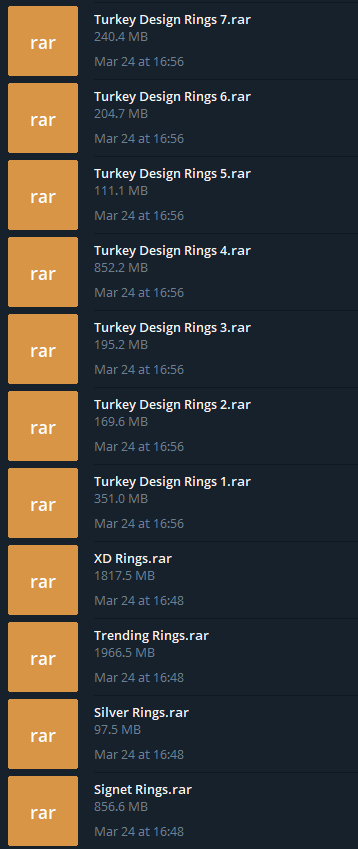 rar
Turkey Design Rings 7.rar
240.4 MB
Mar 24 at 16:56
rar
Turkey Design Rings 6.rar
204.7 MB
Mar 24 at 16:56
rar
Turkey Design Rings 5.rar
111.1 MB
Mar 24 at 16:56
rar
Turkey Design Rings 4.rar
852.2 MB
Mar 24 at 16:56
rar
Turkey Design Rings 3.rar
195.2 MB
Mar 24 at 16:56
rar
Turkey Design Rings 2.rar
169.6 MB
Mar 24 at 16:56
rar
Turkey Design Rings 1.rar
351.0 MB
Mar 24 at 16:56
rar
XD Rings.rar
1817.5 MB
Mar 24 at 16:48
rar
Trending Rings.rar
1966.5 MB
Mar 24 at 16:48
rar
Silver Rings.rar
97.5 MB
Mar 24 at 16:48
rar
Signet Rings.rar
856.6 MB
Mar 24 at 16:48